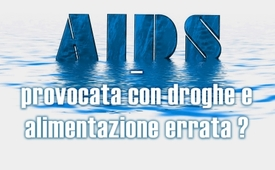 AIDS
–
provocata con droghe e
alimentazione errata ?